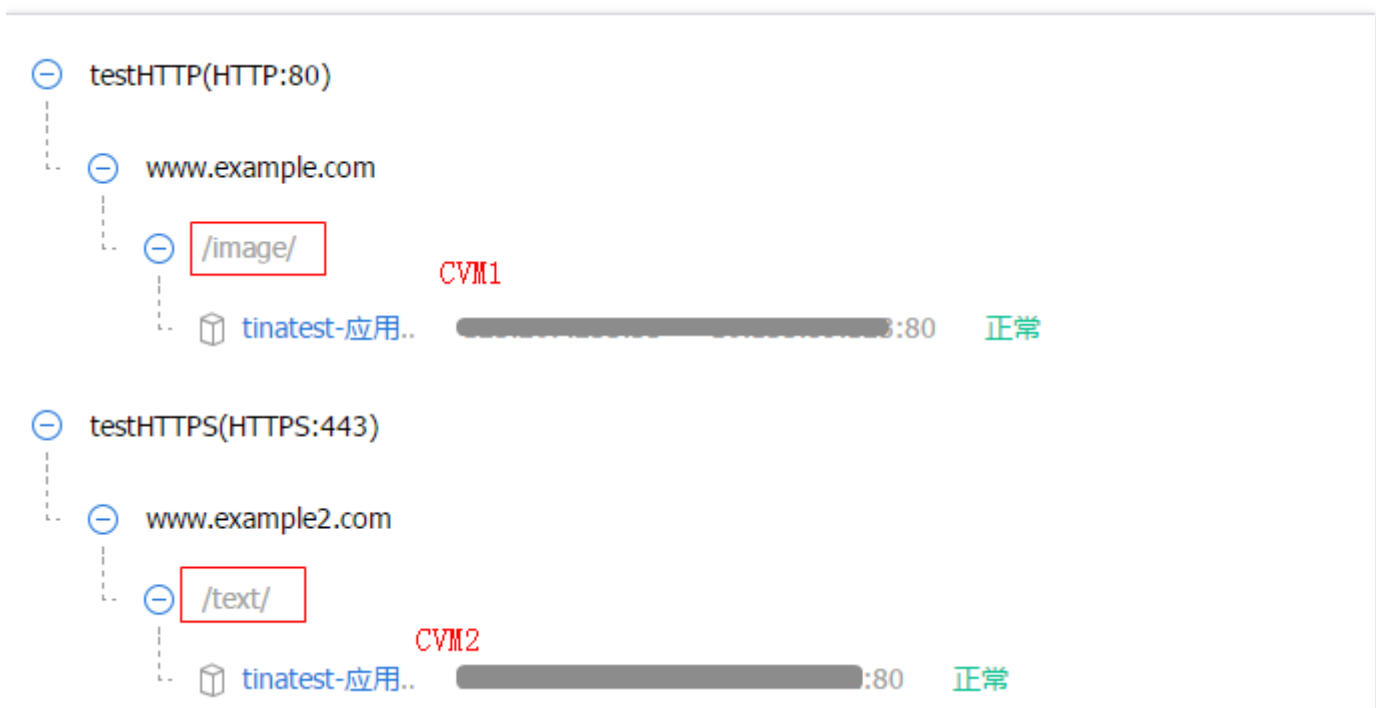 testHTTP(HTTP:80)
www.example.com
/image/
CVM1
tinatest-应用.. :80 正常
testHTTPS(HTTPS:443)
www.example2.com
/text/
CVM2
tinatest-应用.. :80 正常